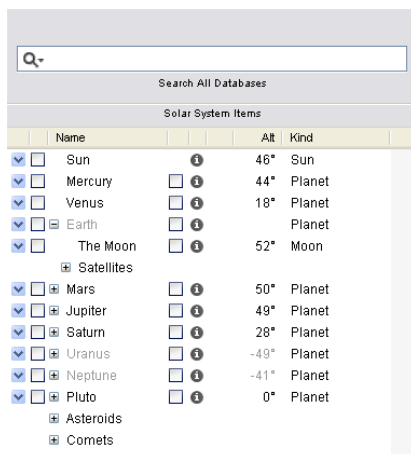 Search All Databases
Solar System Items
Name Alt Kind
Sun 46° Sun
Mercury 44° Planet
Venus 18° Planet
Earth Planet
The Moon 52° Moon
Satellites
Mars 50° Planet
Jupiter 49° Planet
Saturn 28° Planet
Uranus -49° Planet
Neptune -41° Planet
Pluto 0° Planet
Asteroids
Comets